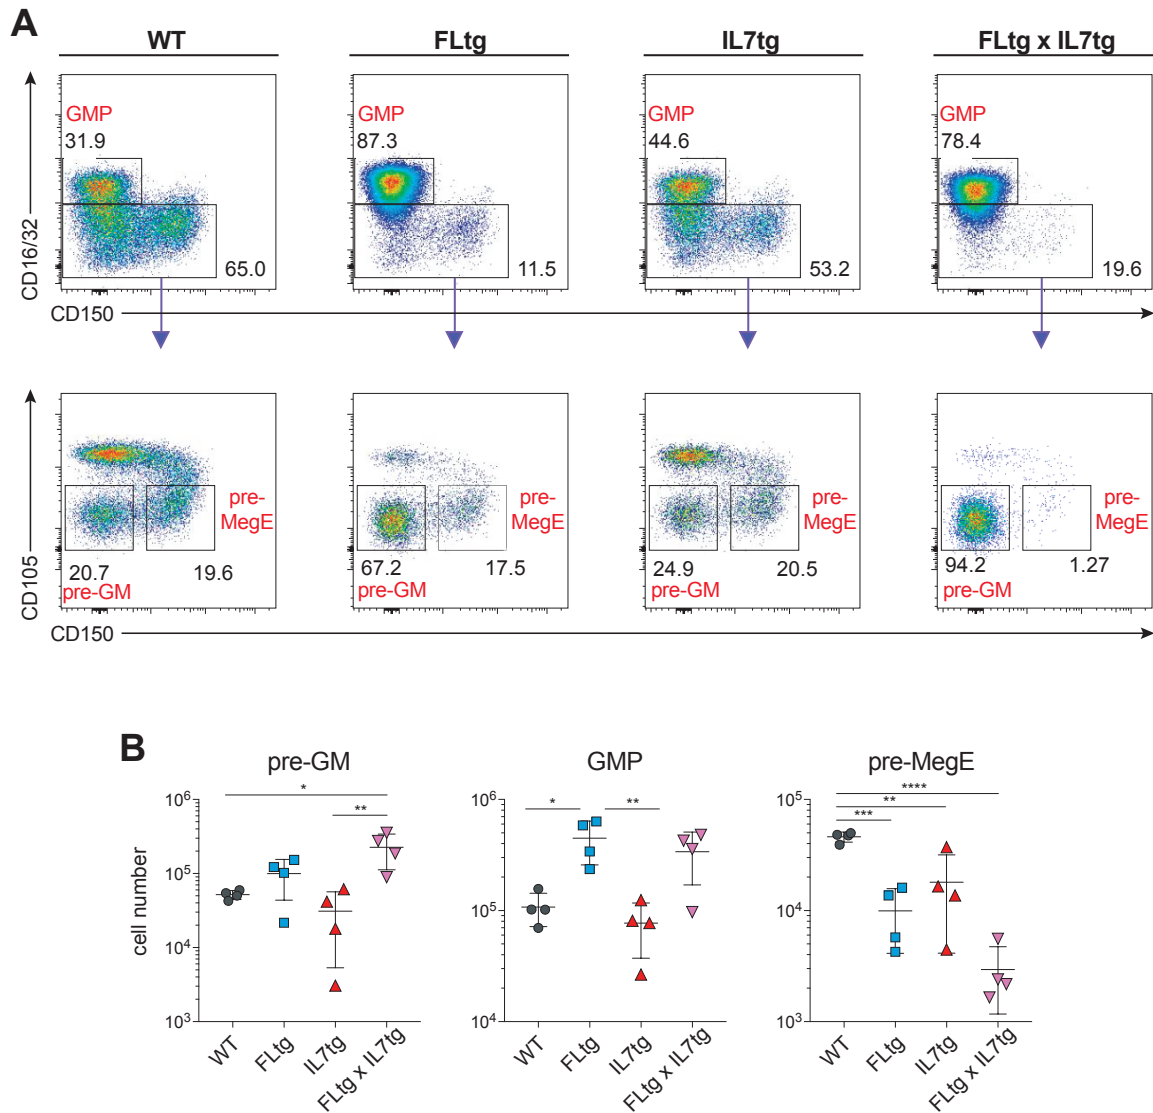 A
WT FLtg IL7tg FLtg x IL7tg
GMP GMP GMP GMP
31.9 87.3 44.6 78.4
65.0 11.5 53.2 19.6
CD16/32
CD150
pre-MegE pre-MegE pre-MegE pre-MegE
20.7 19.6 67.2 17.5 24.9 20.5 94.2 1.27
pre-GM pre-GM pre-GM pre-GM
CD105
CD150
B
pre-GM GMP pre-MegE
* ** * ** **** ** ***
cell number
10^6 10^5 10^4 10^3
10^6 10^5 10^4
10^5 10^4 10^3
WT FLtg IL7tg FLtg x IL7tg
WT FLtg IL7tg FLtg x IL7tg
WT FLtg IL7tg FLtg x IL7tg